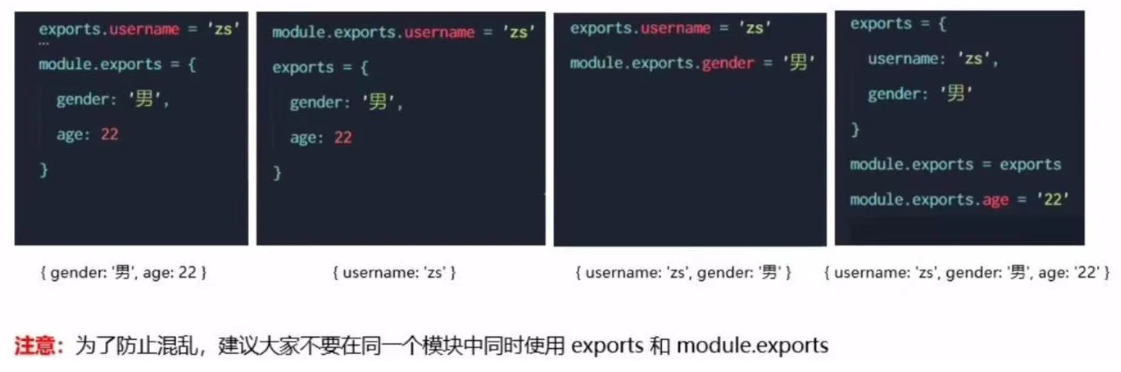 exports.username = 'zs'
module.exports = {
gender: '男',
age: 22
}
module.exports.username = 'zs'
exports = {
gender: '男',
age: 22
}
exports.username = 'zs'
module.exports.gender = '男'
exports = {
username: 'zs',
gender: '男'
}
module.exports = exports
module.exports.age = '22'
{ gender: '男', age: 22 }
{ username: 'zs' }
{ username: 'zs', gender: '男' }
{ username: 'zs', gender: '男', age: '22' }
注意：为了防止混乱，建议大家不要在同一个模块中同时使用 exports 和 module.exports